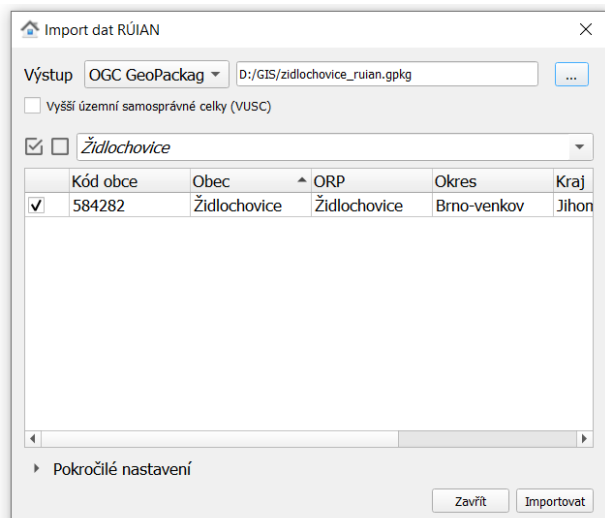 Import dat RÚIAN
Výstup OGC GeoPackag D:/GIS/zidlochovice_ruian.gpkg ...
Vyšší územní samosprávné celky (VUSC)
Židlochovice
Kód obce Obec ORP Okres Kraj
584282 Židlochovice Židlochovice Brno-venkov Jihon
Pokročilé nastavení
Zavřít Importovat